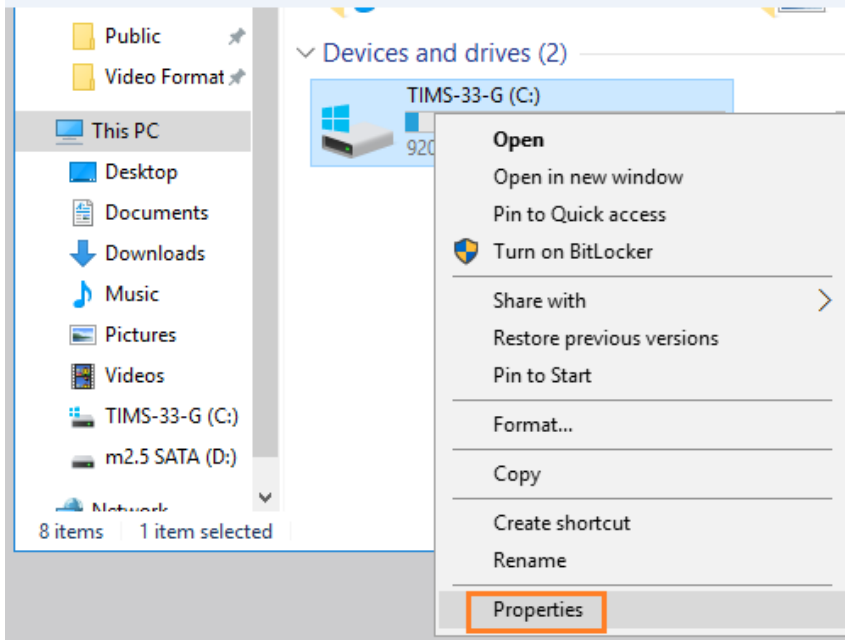 Public
Video Format
This PC
Desktop
Documents
Downloads
Music
Pictures
Videos
TIMS-33-G (C:)
m2.5 SATA (D:)
Network
8 items
1 item selected
Devices and drives (2)
TIMS-33-G (C:)
920
Open
Open in new window
Pin to Quick access
Turn on BitLocker
Share with
Restore previous versions
Pin to Start
Format...
Copy
Create shortcut
Rename
Properties